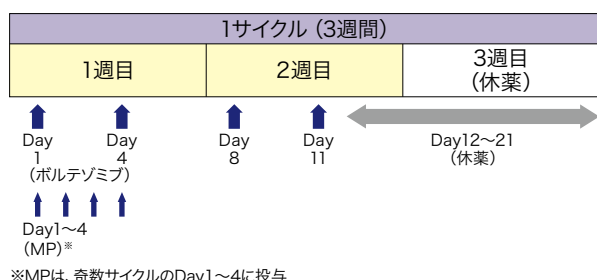 1サイクル（3週間）
1週目
2週目
3週目
（休薬）
Day
1
Day
4
Day
8
Day
11
Day12～21
（休薬）
（ボルテゾミブ）
Day1～4
（MP）※
※MPは、奇数サイクルのDay1～4に投与